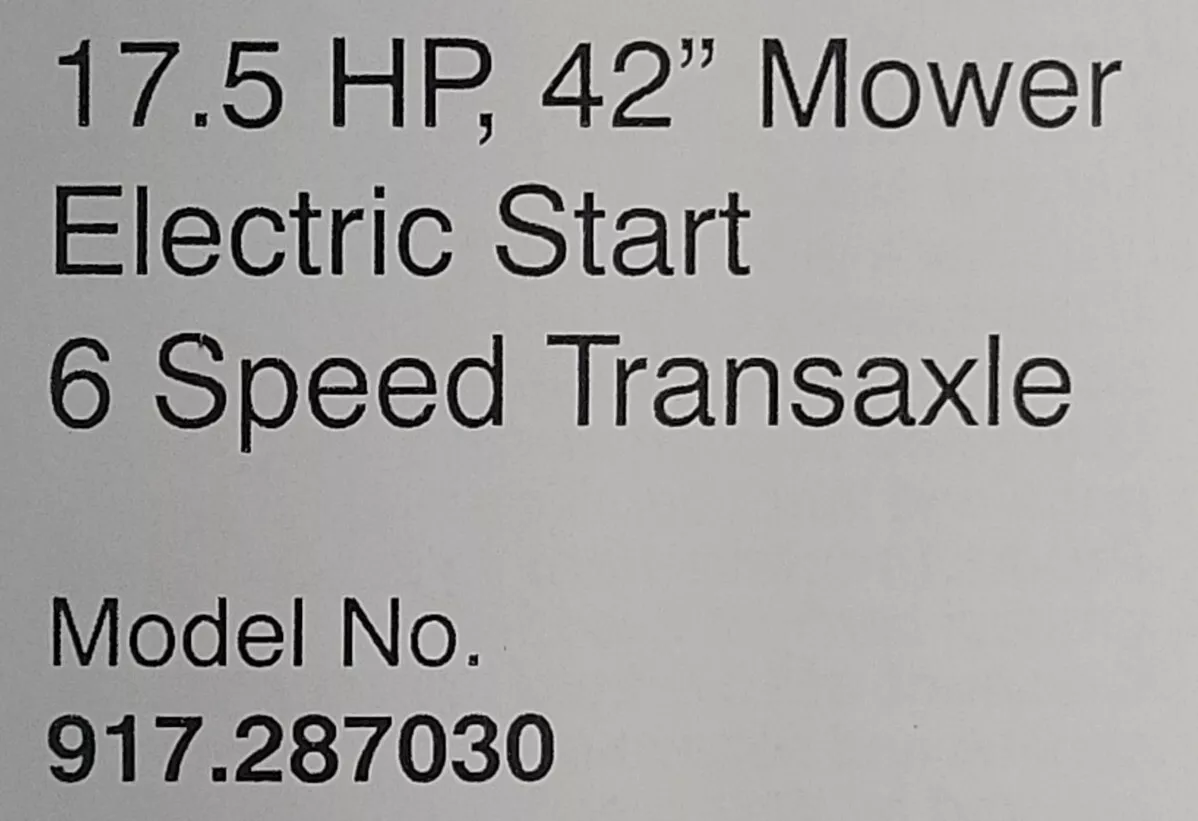 17.5 HP, 42” Mower
Electric Start
6 Speed Transaxle
Model No.
917.287030